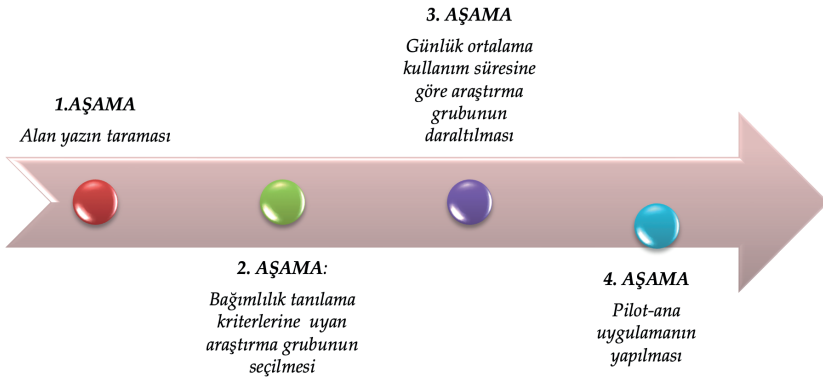 1.AŞAMA
Alan yazın taraması
2. AŞAMA:
Bağımlılık tanılama
kriterlerine uyan
araştırma grubunun
seçilmesi
3. AŞAMA
Günlük ortalama
kullanım süresine
göre araştırma
grubunun
daraltılması
4. AŞAMA
Pilot-ana
uygulamanın
yapılması